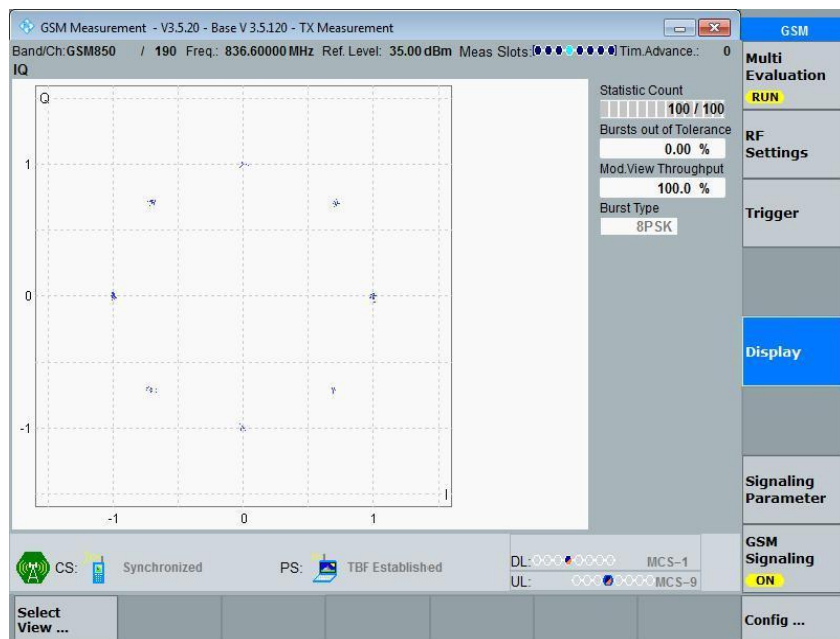 GSM Measurement - V3.5.20 - Base V 3.5.120 - TX Measurement
GSM
Band/Ch: GSM850 / 190 Freq.: 836.60000 MHz Ref. Level: 35.00 dBm Meas Slots: Tim.Advance.: 0
IQ
Q
1
0
-1
I
-1 0 1
Statistic Count
100 / 100
Bursts out of Tolerance
0.00 %
Mod.View Throughput
100.0 %
Burst Type
8PSK
Multi
Evaluation
RUN
RF
Settings
Trigger
Display
Signaling
Parameter
GSM
Signaling
ON
CS: Synchronized PS: TBF Established
DL: MCS-1
UL: MCS-9
Select
View ...
Config ...